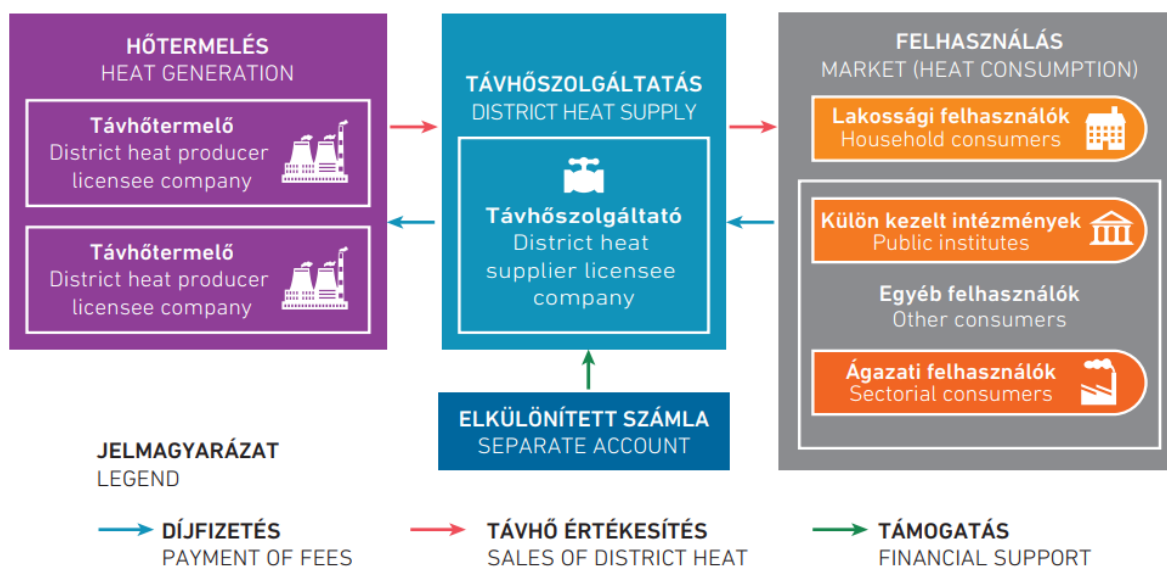 HŐTERMELÉS
HEAT GENERATION
Távhőtermelő
District heat producer
licensee company
Távhőtermelő
District heat producer
licensee company
TÁVHŐSZOLGÁLTATÁS
DISTRICT HEAT SUPPLY
Távhőszolgáltató
District heat
supplier licensee
company
ELKÜLÖNÍTETT SZÁMLA
SEPARATE ACCOUNT
FELHASZNÁLÁS
MARKET (HEAT CONSUMPTION)
Lakossági felhasználók
Household consumers
Külön kezelt intézmények
Public institutes
Egyéb felhasználók
Other consumers
Ágazati felhasználók
Sectorial consumers
JELMAGYARÁZAT
LEGEND
DÍJFIZETÉS
PAYMENT OF FEES
TÁVHŐ ÉRTÉKESÍTÉS
SALES OF DISTRICT HEAT
TÁMOGATÁS
FINANCIAL SUPPORT